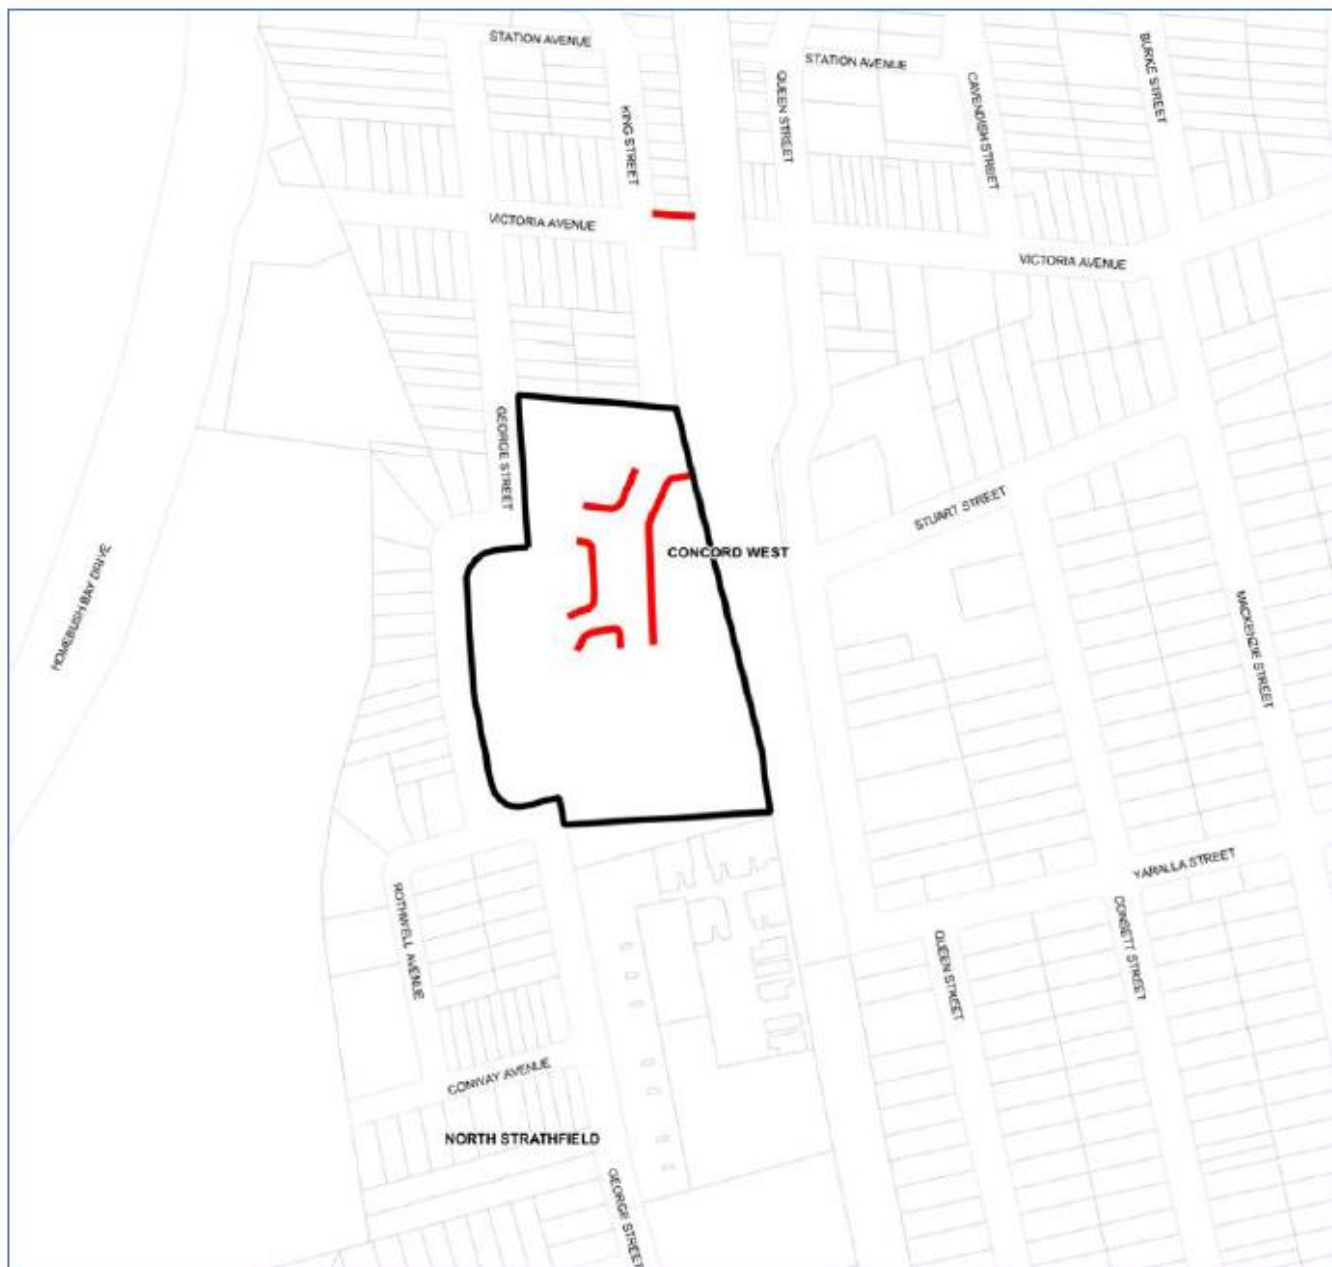 STATION AVENUE
STATION AVENUE
BURKE STREET
QUEEN STREET
CAVENDISH STREET
KING STREET
VICTORIA AVENUE
VICTORIA AVENUE
GEORGE STREET
STUART STREET
CONCORD WEST
HOMEBUSH BAY DRIVE
MACKENZIE STREET
YARALLA STREET
ROTHWELL AVENUE
QUEEN STREET
CONSETT STREET
CONWAY AVENUE
NORTH STRATHFIELD
GEORGE STREET